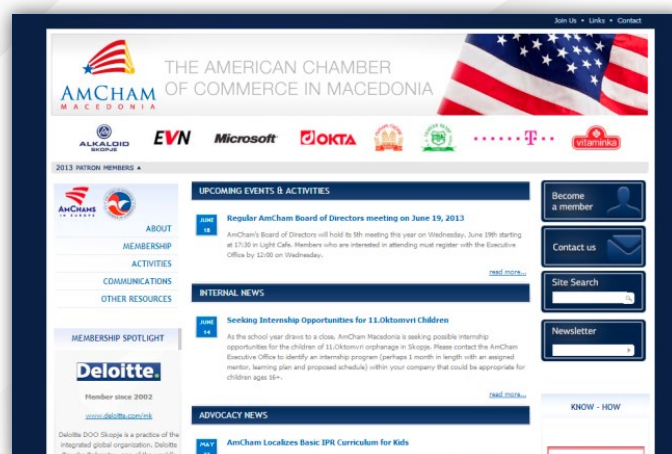 Join Us • Links • Contact
AMCHAM
MACEDONIA
THE AMERICAN CHAMBER
OF COMMERCE IN MACEDONIA
ALKALOID
SKOPJE
EVN
Microsoft
OKTA
T
vitaminka
2013 PATRON MEMBERS
AMCHAMS
IN EUROPE
ABOUT
MEMBERSHIP
ACTIVITIES
COMMUNICATIONS
OTHER RESOURCES
MEMBERSHIP SPOTLIGHT
Deloitte.
Member since 2002
www.deloitte.com/mk
Deloitte DOO Skopje is a practice of the
integrated global organization, Deloitte
UPCOMING EVENTS & ACTIVITIES
JUNE
18
Regular AmCham Board of Directors meeting on June 19, 2013
AmCham's Board of Directors will hold its 5th meeting this year on Wednesday, June 19th starting
at 17:30 in Light Cafe. Members who are interested in attending must register with the Executive
Office by 12:00 on Wednesday.
read more...
INTERNAL NEWS
JUNE
14
Seeking Internship Opportunities for 11.Oktomvri Children
As the school year draws to a close, AmCham Macedonia is seeking possible internship
opportunities for the children of 11.Oktomvri orphanage in Skopje. Please contact the AmCham
Executive Office to identify an internship program (perhaps 1 month in length with an assigned
mentor, learning plan and proposed schedule) within your company that could be appropriate for
children ages 16+.
read more...
ADVOCACY NEWS
MAY
AmCham Localizes Basic IPR Curriculum for Kids
Become
a member
Contact us
Site Search
Newsletter
KNOW - HOW